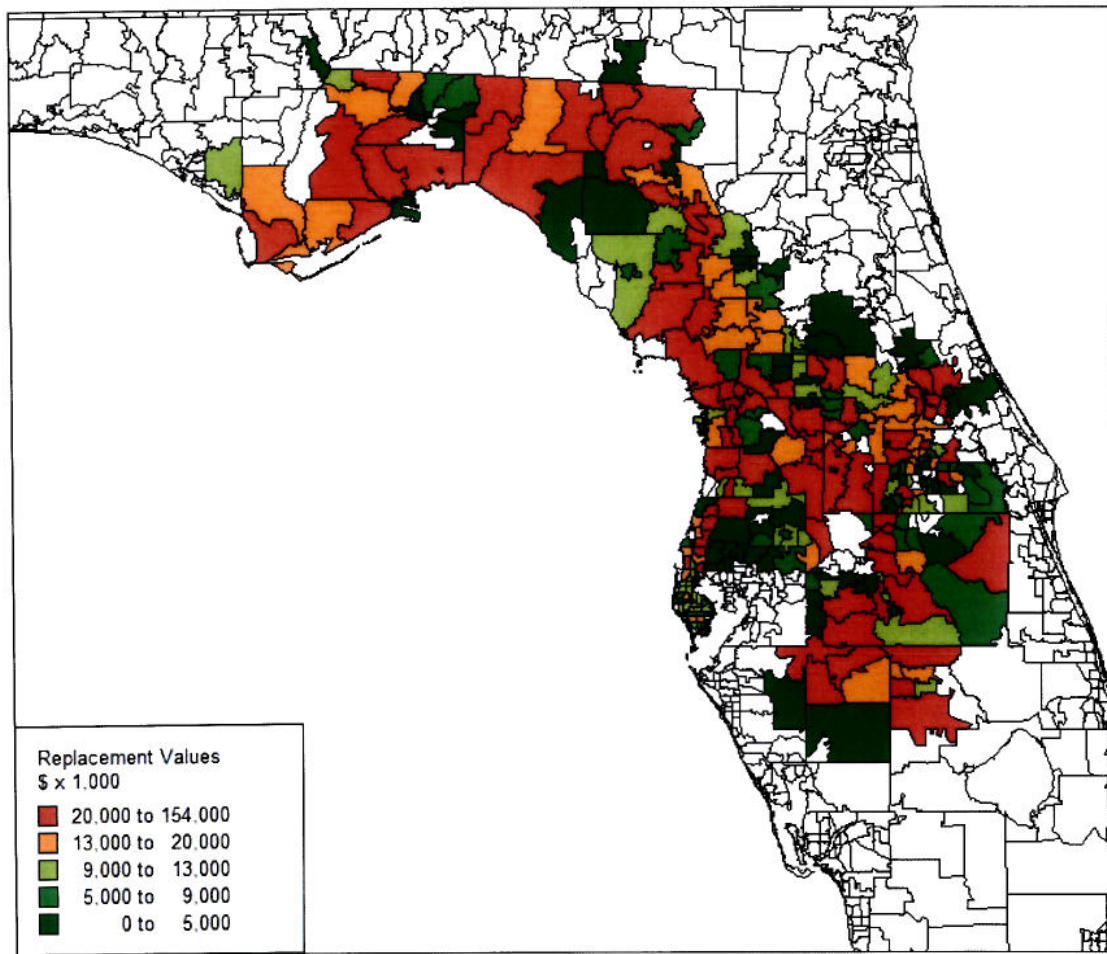 Replacement Values
$ x 1,000
20,000 to 154,000
13,000 to 20,000
9,000 to 13,000
5,000 to 9,000
0 to 5,000